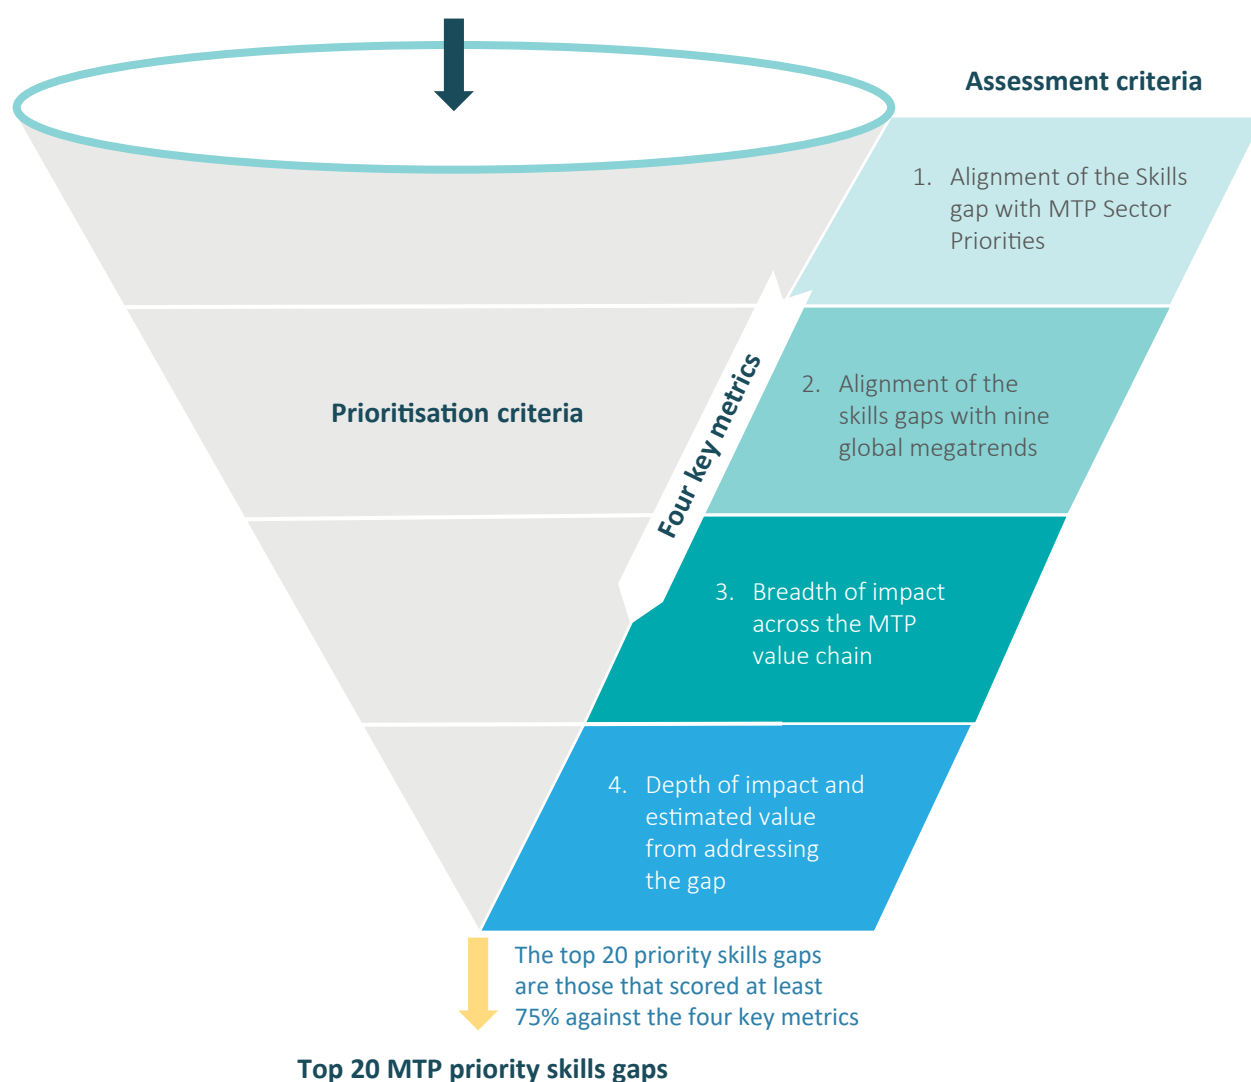 Assessment criteria
1. Alignment of the Skills
gap with MTP Sector
Priorities
Prioritisation criteria
Four key metrics
2. Alignment of the
skills gaps with nine
global megatrends
3. Breadth of impact
across the MTP
value chain
4. Depth of impact and
estimated value
from addressing
the gap
The top 20 priority skills gaps
are those that scored at least
75% against the four key metrics
Top 20 MTP priority skills gaps